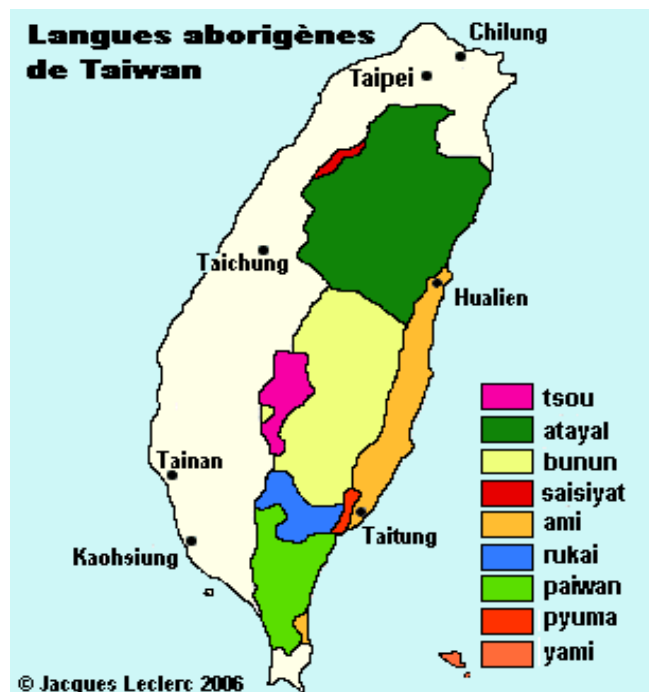 Langues aborigènes
de Taiwan
Chilung
Taipei
Taichung
Hualien
tsou
atayal
bunun
saisiyat
ami
rukai
paiwan
pyuma
yami
Tainan
Taitung
Kaohsiung
© Jacques Leclerc 2006